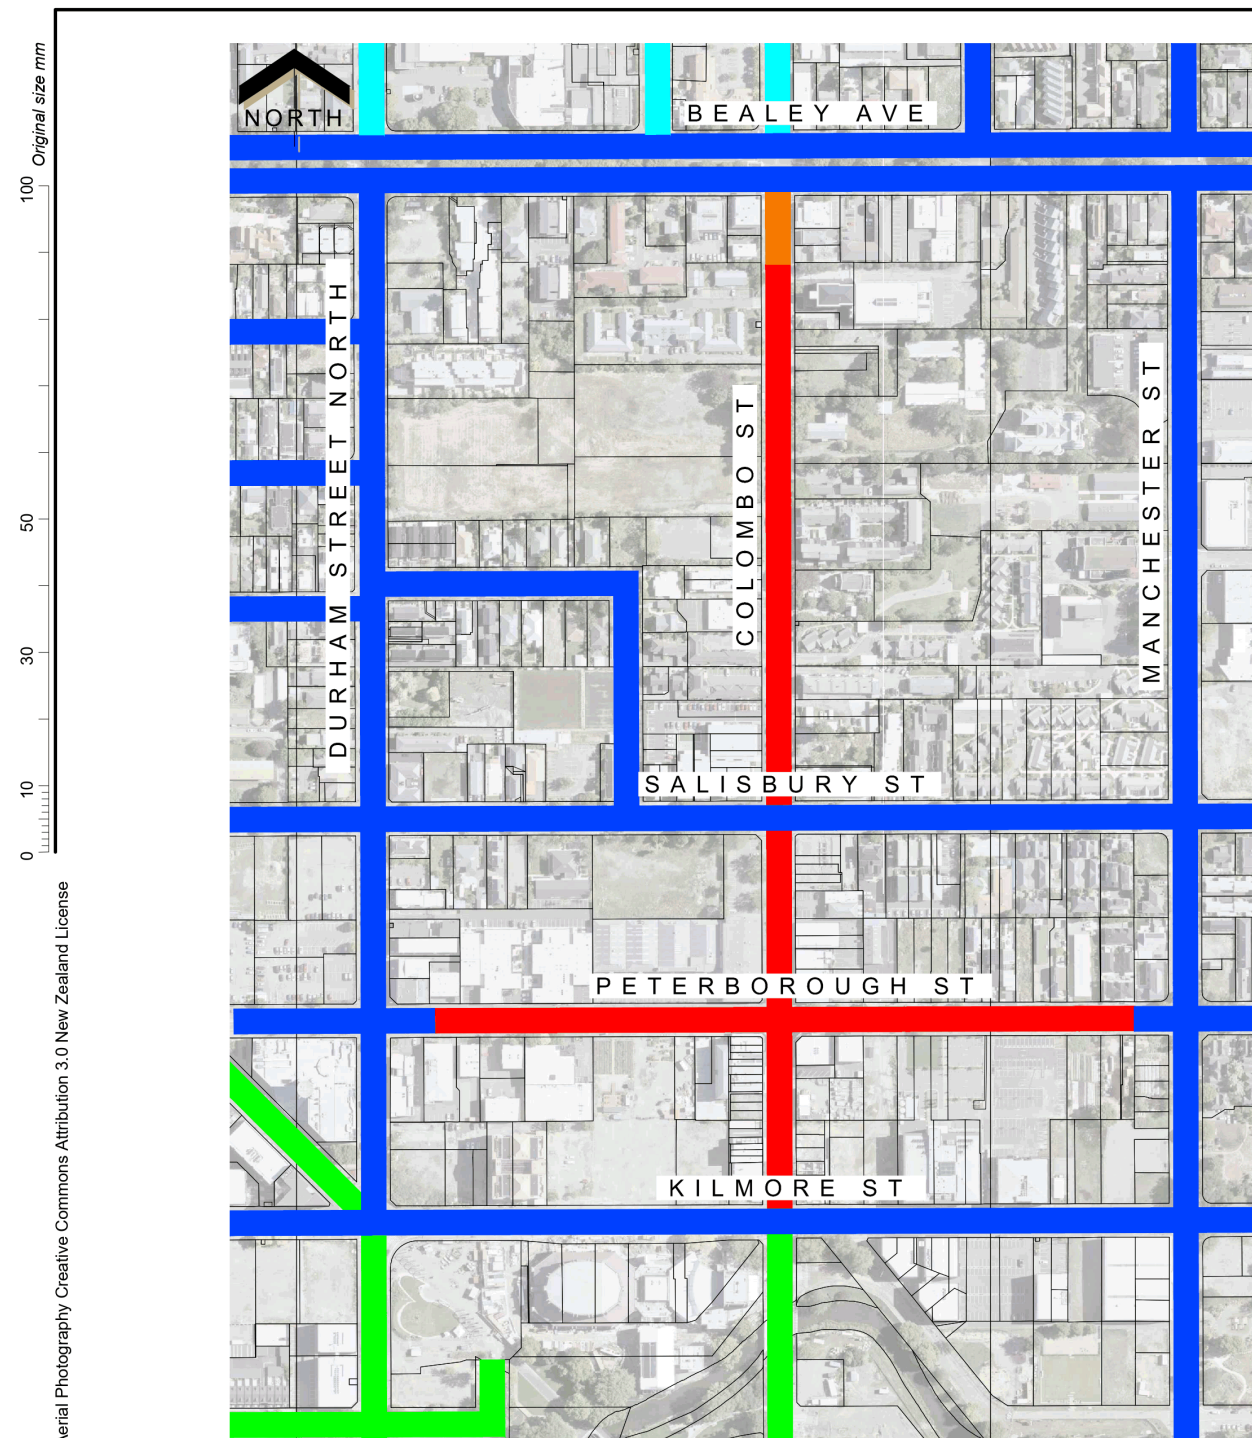 Original size mm
100
50
30
10
0
erial Photography Creative Commons Attribution 3.0 New Zealand License
NORTH
BEALEY AVE
DURHAM STREET NORTH
COLOMBO ST
MANCHESTER ST
SALISBURY ST
PETERBOROUGH ST
KILMORE ST